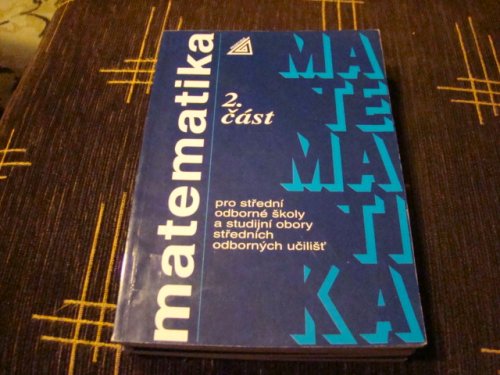 matematika
2.
část
pro střední
odborné školy
a studijní obory
středních
odborných učilišť
MA
TE
MA
TI
KA